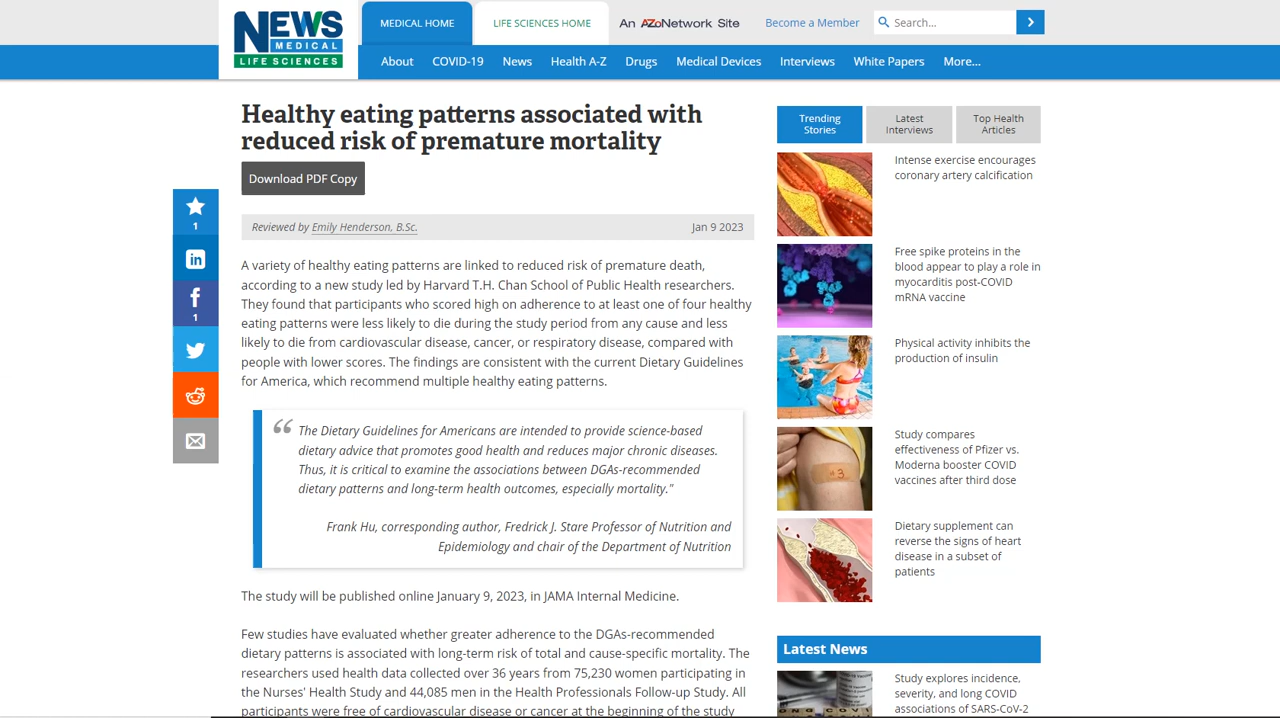 NEWS
MEDICAL
LIFE SCIENCES
MEDICAL HOME
LIFE SCIENCES HOME
An AZoNetwork Site
Become a Member
Search...
About
COVID-19
News
Health A-Z
Drugs
Medical Devices
Interviews
White Papers
More...
Healthy eating patterns associated with
reduced risk of premature mortality
Download PDF Copy
1
in
f
1
Reviewed by Emily Henderson, B.Sc.
Jan 9 2023
A variety of healthy eating patterns are linked to reduced risk of premature death,
according to a new study led by Harvard T.H. Chan School of Public Health researchers.
They found that participants who scored high on adherence to at least one of four healthy
eating patterns were less likely to die during the study period from any cause and less
likely to die from cardiovascular disease, cancer, or respiratory disease, compared with
people with lower scores. The findings are consistent with the current Dietary Guidelines
for America, which recommend multiple healthy eating patterns.
“ The Dietary Guidelines for Americans are intended to provide science-based
dietary advice that promotes good health and reduces major chronic diseases.
Thus, it is critical to examine the associations between DGAs-recommended
dietary patterns and long-term health outcomes, especially mortality."
Frank Hu, corresponding author, Fredrick J. Stare Professor of Nutrition and
Epidemiology and chair of the Department of Nutrition
The study will be published online January 9, 2023, in JAMA Internal Medicine.
Few studies have evaluated whether greater adherence to the DGAs-recommended
dietary patterns is associated with long-term risk of total and cause-specific mortality. The
researchers used health data collected over 36 years from 75,230 women participating in
the Nurses' Health Study and 44,085 men in the Health Professionals Follow-up Study. All
participants were free of cardiovascular disease or cancer at the beginning of the study
Trending
Stories
Latest
Interviews
Top Health
Articles
Intense exercise encourages
coronary artery calcification
Free spike proteins in the
blood appear to play a role in
myocarditis post-COVID
mRNA vaccine
Physical activity inhibits the
production of insulin
Study compares
effectiveness of Pfizer vs.
Moderna booster COVID
vaccines after third dose
Dietary supplement can
reverse the signs of heart
disease in a subset of
patients
Latest News
Study explores incidence,
severity, and long COVID
associations of SARS-CoV-2